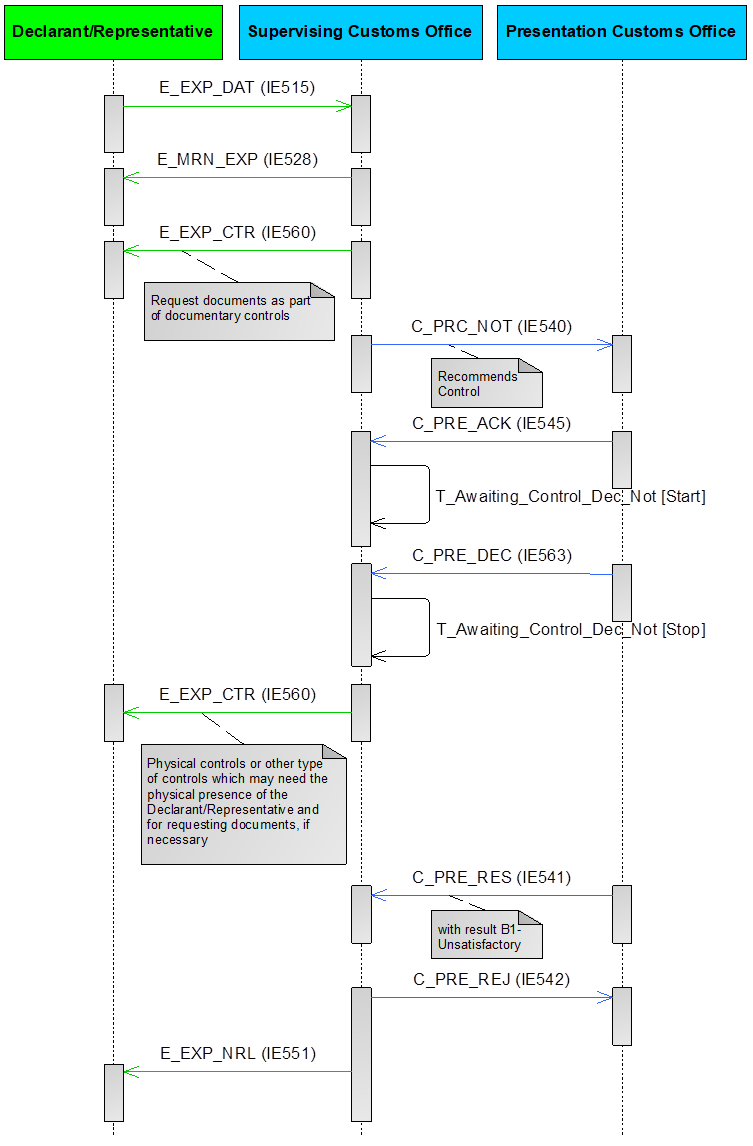 Declarant/Representative
Supervising Customs Office
Presentation Customs Office
E_EXP_DAT (IE515)
E_MRN_EXP (IE528)
E_EXP_CTR (IE560)
Request documents as part
of documentary controls
C_PRC_NOT (IE540)
Recommends
Control
C_PRE_ACK (IE545)
T_Awaiting_Control_Dec_Not [Start]
C_PRE_DEC (IE563)
T_Awaiting_Control_Dec_Not [Stop]
E_EXP_CTR (IE560)
Physical controls or other type
of controls which may need the
physical presence of the
Declarant/Representative and
for requesting documents, if
necessary
C_PRE_RES (IE541)
with result B1-
Unsatisfactory
C_PRE_REJ (IE542)
E_EXP_NRL (IE551)